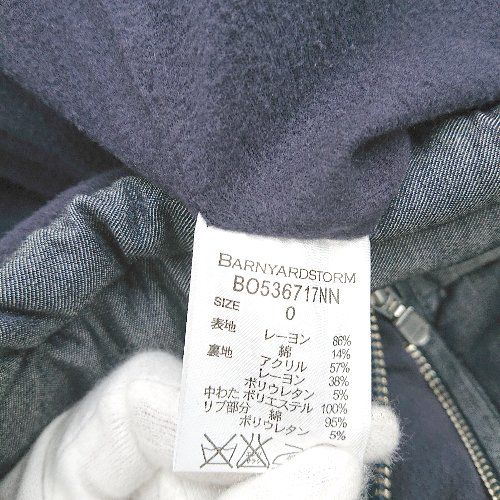 BARNYARDSTORM
BO536717NN
SIZE 0
表地 レーヨン 86%
綿 14%
裏地 アクリル 57%
レーヨン 38%
ポリウレタン 5%
中わた ポリエステル 100%
リブ部分 綿 95%
ポリウレタン 5%